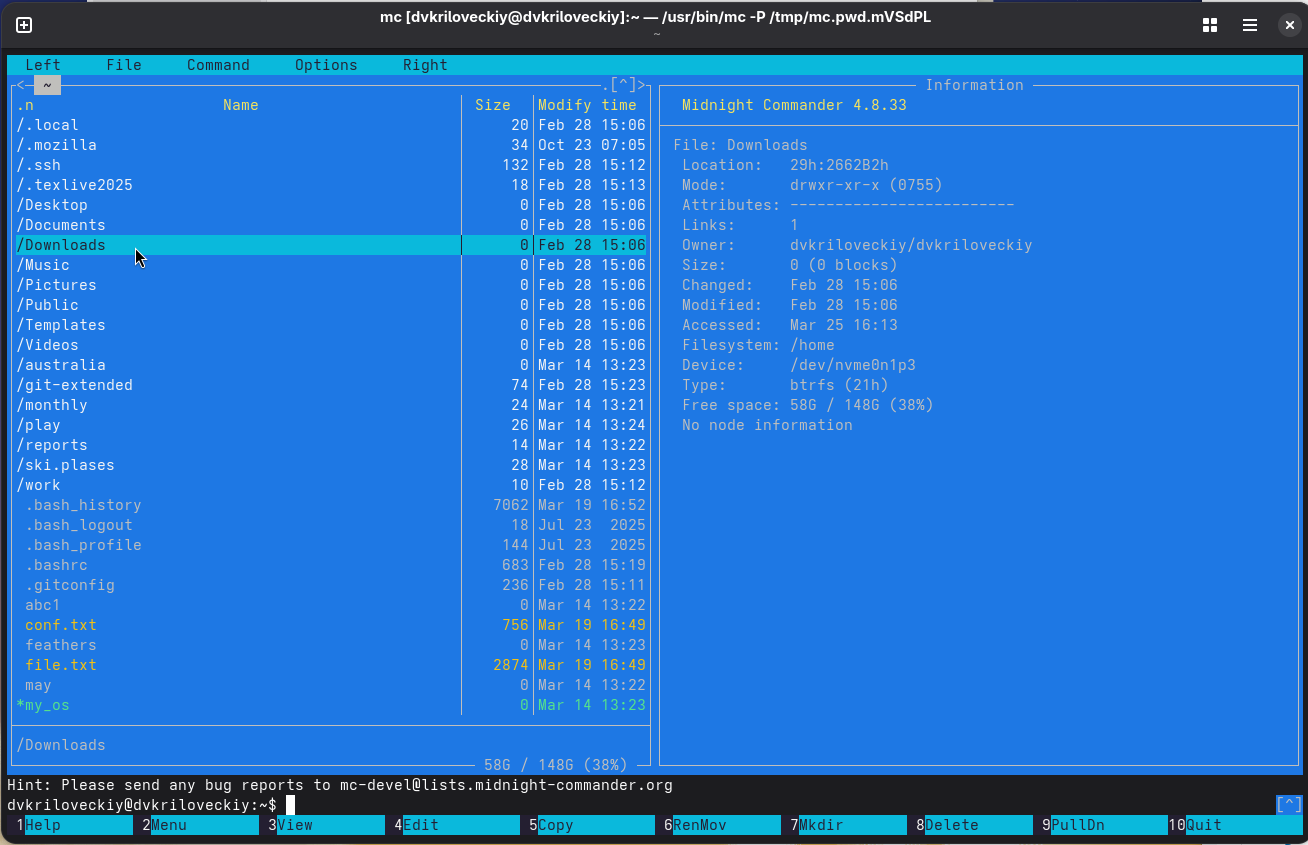 mc [dvkriloveckiy@dvkriloveckiy]:~ — /usr/bin/mc -P /tmp/mc.pwd.mVSdPL
~
Left File Command Options Right
<─ ~ .[^]>
.n Name Size Modify time
/.local 20 Feb 28 15:06
/.mozilla 34 Oct 23 07:05
/.ssh 132 Feb 28 15:12
/.texlive2025 18 Feb 28 15:13
/Desktop 0 Feb 28 15:06
/Documents 0 Feb 28 15:06
/Downloads 0 Feb 28 15:06
/Music 0 Feb 28 15:06
/Pictures 0 Feb 28 15:06
/Public 0 Feb 28 15:06
/Templates 0 Feb 28 15:06
/Videos 0 Feb 28 15:06
/australia 0 Mar 14 13:23
/git-extended 74 Feb 28 15:23
/monthly 24 Mar 14 13:21
/play 26 Mar 14 13:24
/reports 14 Mar 14 13:22
/ski.plases 28 Mar 14 13:23
/work 10 Feb 28 15:12
.bash_history 7062 Mar 19 16:52
.bash_logout 18 Jul 23 2025
.bash_profile 144 Jul 23 2025
.bashrc 683 Feb 28 15:19
.gitconfig 236 Feb 28 15:11
abc1 0 Mar 14 13:22
conf.txt 756 Mar 19 16:49
feathers 0 Mar 14 13:23
file.txt 2874 Mar 19 16:49
may 0 Mar 14 13:22
*my_os 0 Mar 14 13:23
/Downloads
58G / 148G (38%)
Information
Midnight Commander 4.8.33
File: Downloads
Location: 29h:2662B2h
Mode: drwxr-xr-x (0755)
Attributes: -------------------------
Links: 1
Owner: dvkriloveckiy/dvkriloveckiy
Size: 0 (0 blocks)
Changed: Feb 28 15:06
Modified: Feb 28 15:06
Accessed: Mar 25 16:13
Filesystem: /home
Device: /dev/nvme0n1p3
Type: btrfs (21h)
Free space: 58G / 148G (38%)
No node information
Hint: Please send any bug reports to mc-devel@lists.midnight-commander.org
dvkriloveckiy@dvkriloveckiy:~$ [^]
1Help 2Menu 3View 4Edit 5Copy 6RenMov 7Mkdir 8Delete 9PullDn 10Quit